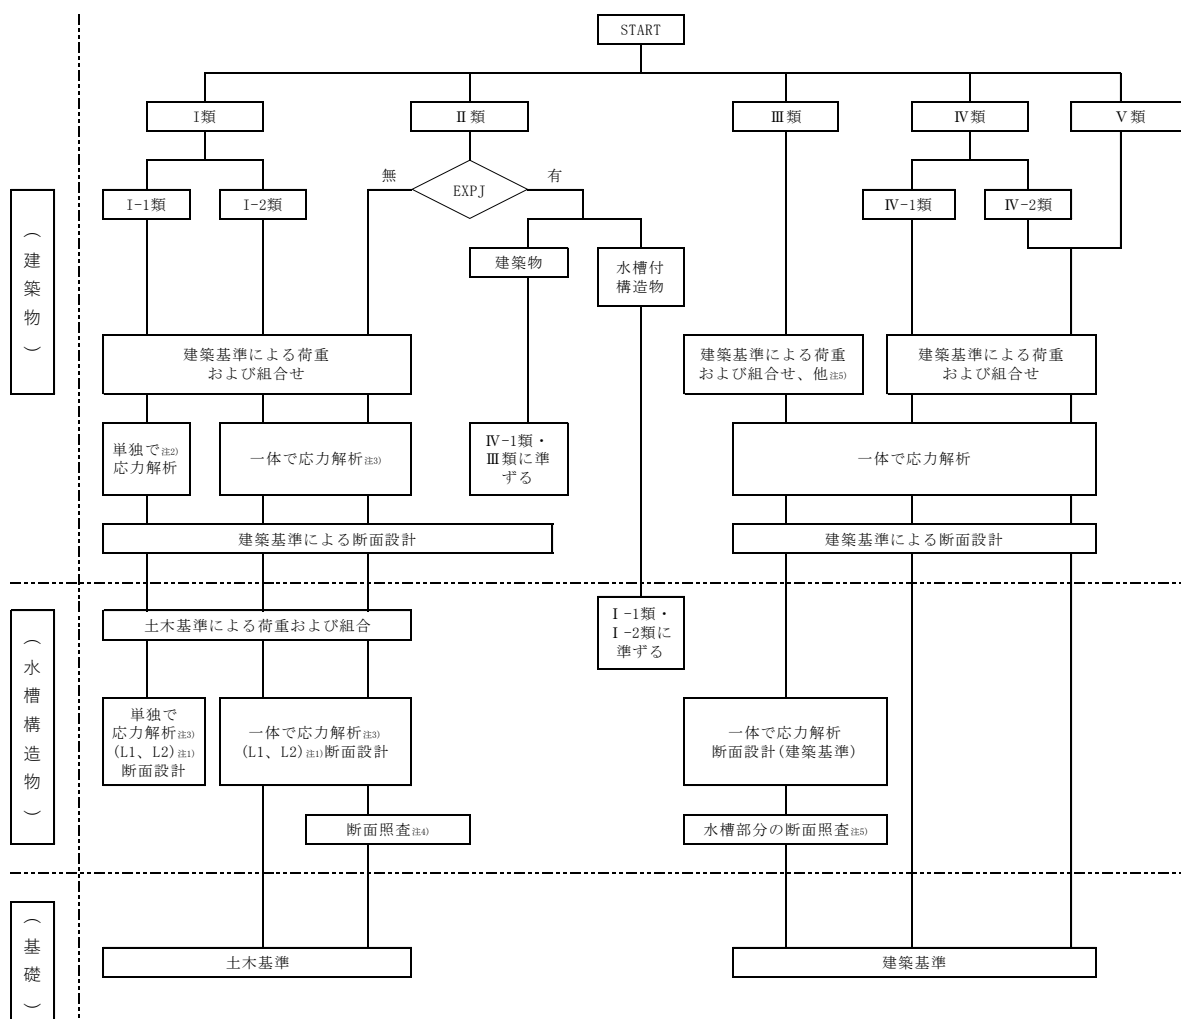 START
Ⅰ類
Ⅱ類
Ⅲ類
Ⅳ類
Ⅴ類
無
EXPJ
有
Ⅰ-1類
Ⅰ-2類
Ⅳ-1類
Ⅳ-2類
（建築物）
建築物
水槽付
構造物
建築基準による荷重
および組合せ
建築基準による荷重
および組合せ、他注5)
建築基準による荷重
および組合せ
単独で注2)
応力解析
一体で応力解析注3)
Ⅳ-1類・
Ⅲ類に準
ずる
一体で応力解析
建築基準による断面設計
建築基準による断面設計
（水槽構造物）
土木基準による荷重および組合
Ⅰ-1類・
Ⅰ-2類に
準ずる
単独で
応力解析注3)
(L1、L2)注1)
断面設計
一体で応力解析注3)
(L1、L2)注1)断面設計
一体で応力解析
断面設計(建築基準)
断面照査注4)
水槽部分の断面照査注5)
（基礎）
土木基準
建築基準